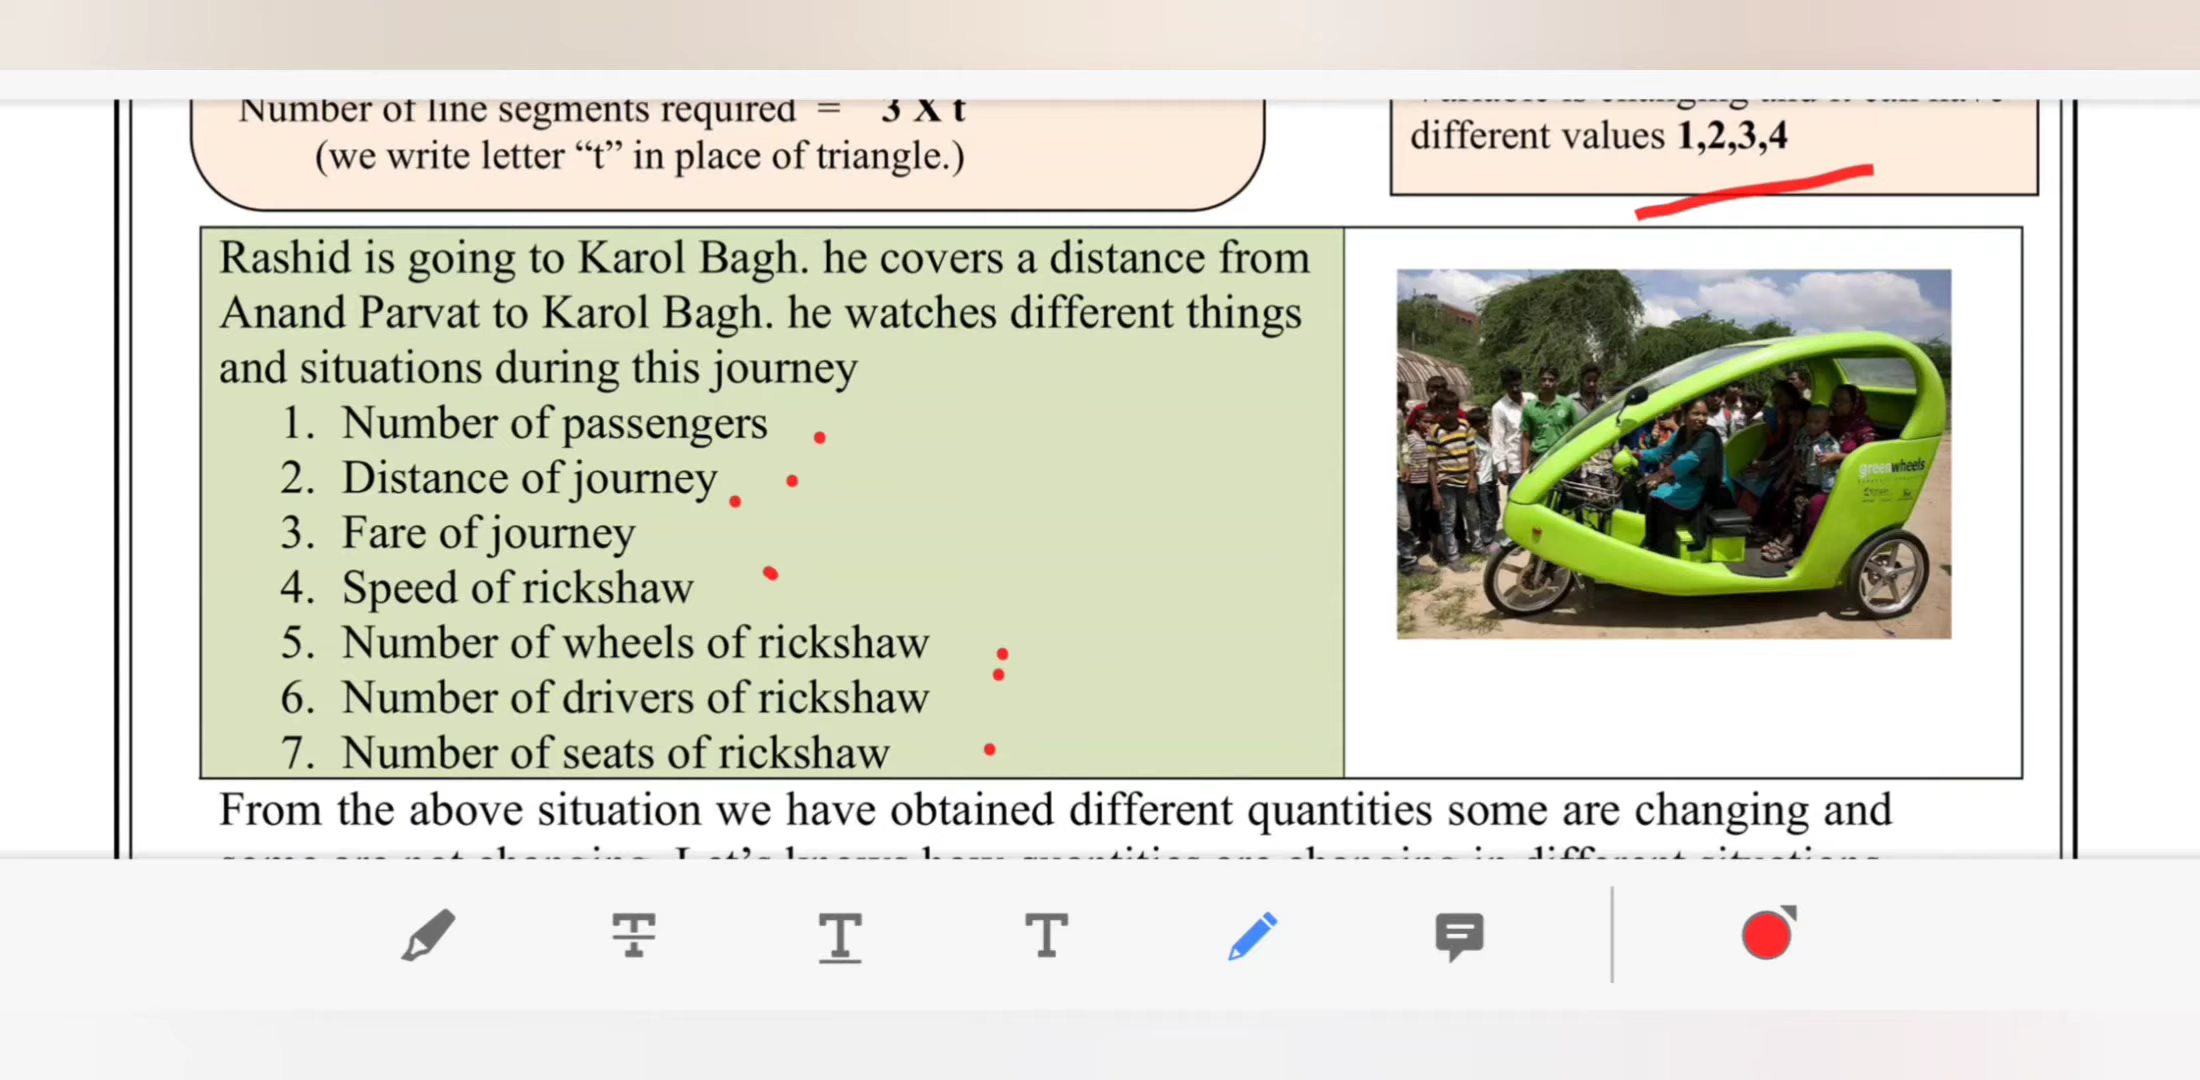 Number of line segments required = 3 X t
(we write letter “t” in place of triangle.)
different values 1,2,3,4
Rashid is going to Karol Bagh. he covers a distance from
Anand Parvat to Karol Bagh. he watches different things
and situations during this journey
1. Number of passengers
2. Distance of journey
3. Fare of journey
4. Speed of rickshaw
5. Number of wheels of rickshaw
6. Number of drivers of rickshaw
7. Number of seats of rickshaw
greenwheels
From the above situation we have obtained different quantities some are changing and